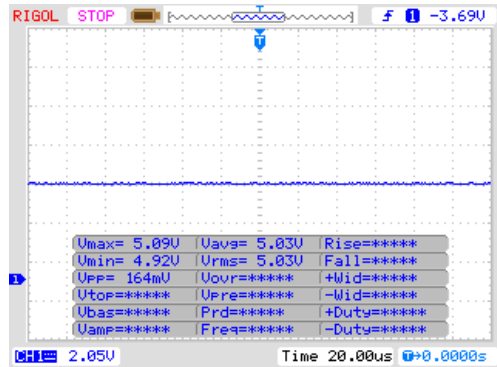 RIGOL STOP T f 1 -3.69V
T
Vmax= 5.09V Vavg= 5.03V Rise=*****
Vmin= 4.92V Vrms= 5.03V Fall=*****
Vpp= 164mV Vovr=***** +Wid=*****
1
Vtop=***** Vpre=***** -Wid=*****
Vbas=***** Prd=***** +Duty=*****
Vamp=***** Freq=***** -Duty=*****
CH1 2.05V Time 20.00us T→0.0000s